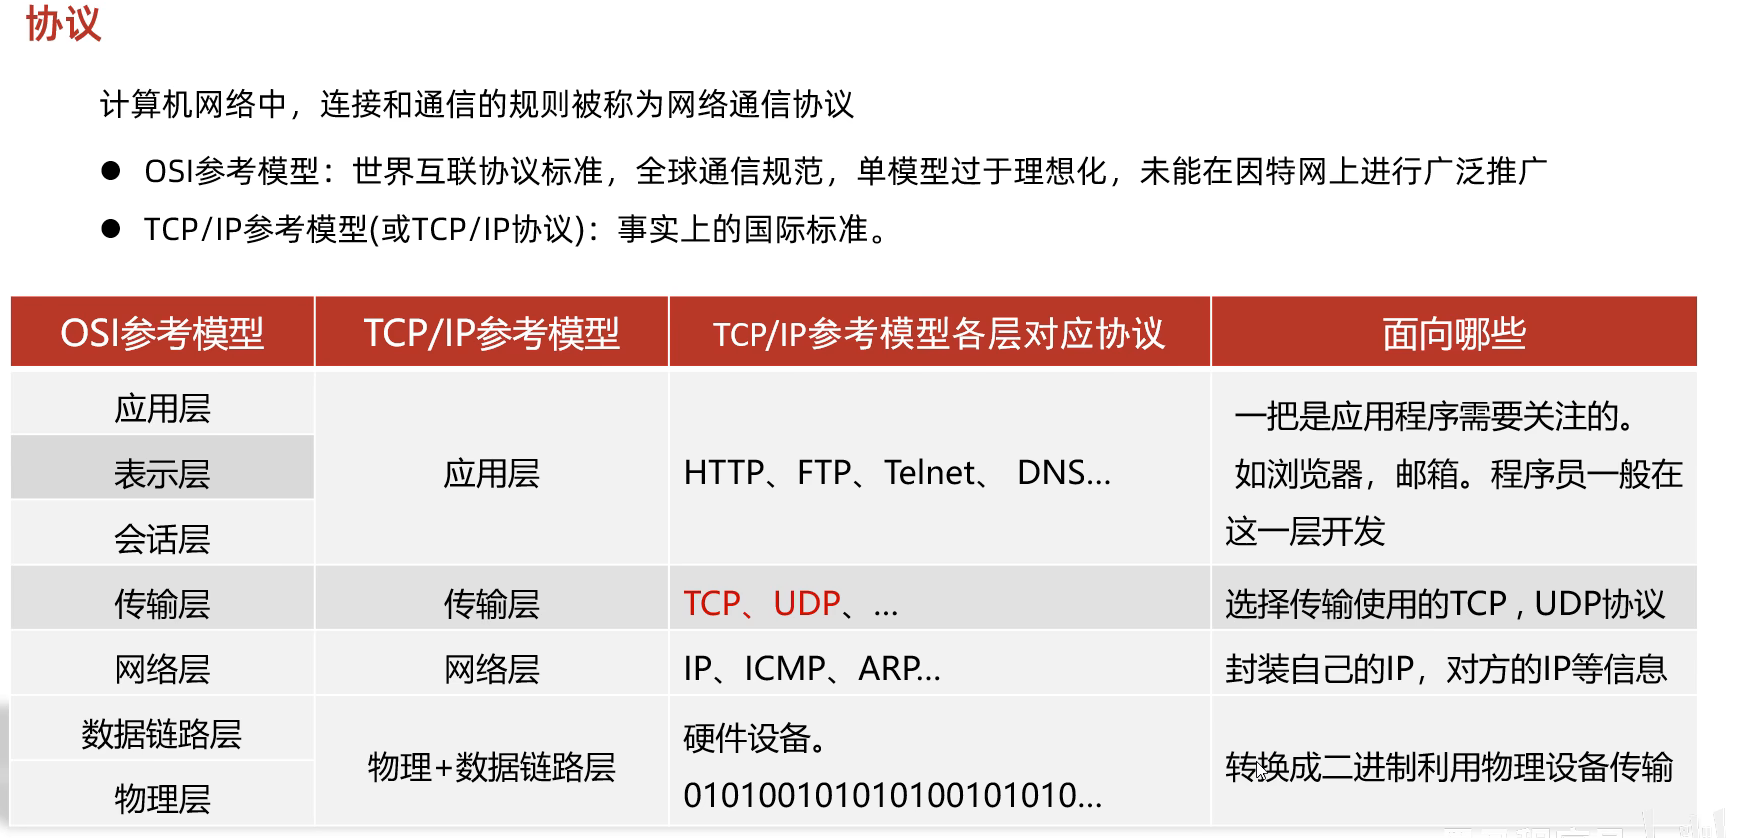 协议
计算机网络中，连接和通信的规则被称为网络通信协议
● OSI参考模型：世界互联协议标准，全球通信规范，单模型过于理想化，未能在因特网上进行广泛推广
● TCP/IP参考模型(或TCP/IP协议)：事实上的国际标准。
OSI参考模型 TCP/IP参考模型 TCP/IP参考模型各层对应协议 面向哪些
应用层
表示层
会话层
应用层
HTTP、FTP、Telnet、 DNS...
一把是应用程序需要关注的。
如浏览器，邮箱。程序员一般在
这一层开发
传输层 传输层 TCP、UDP、... 选择传输使用的TCP , UDP协议
网络层 网络层 IP、ICMP、ARP... 封装自己的IP，对方的IP等信息
数据链路层
物理层
物理+数据链路层
硬件设备。
010100101010100101010...
转换成二进制利用物理设备传输